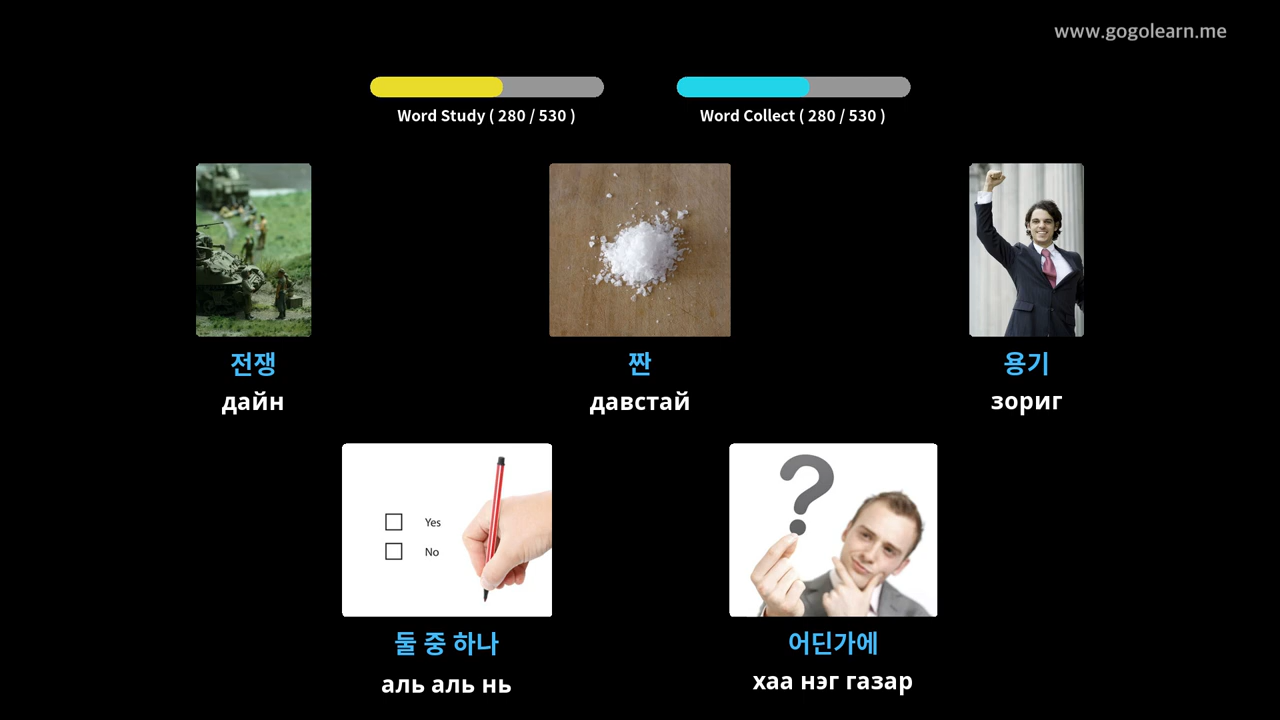 www.gogolearn.me
Word Study ( 280 / 530 )
Word Collect ( 280 / 530 )
전쟁
дайн
짠
давстай
용기
зориг
Yes
No
둘 중 하나
аль аль нь
?
어딘가에
хаа нэг газар